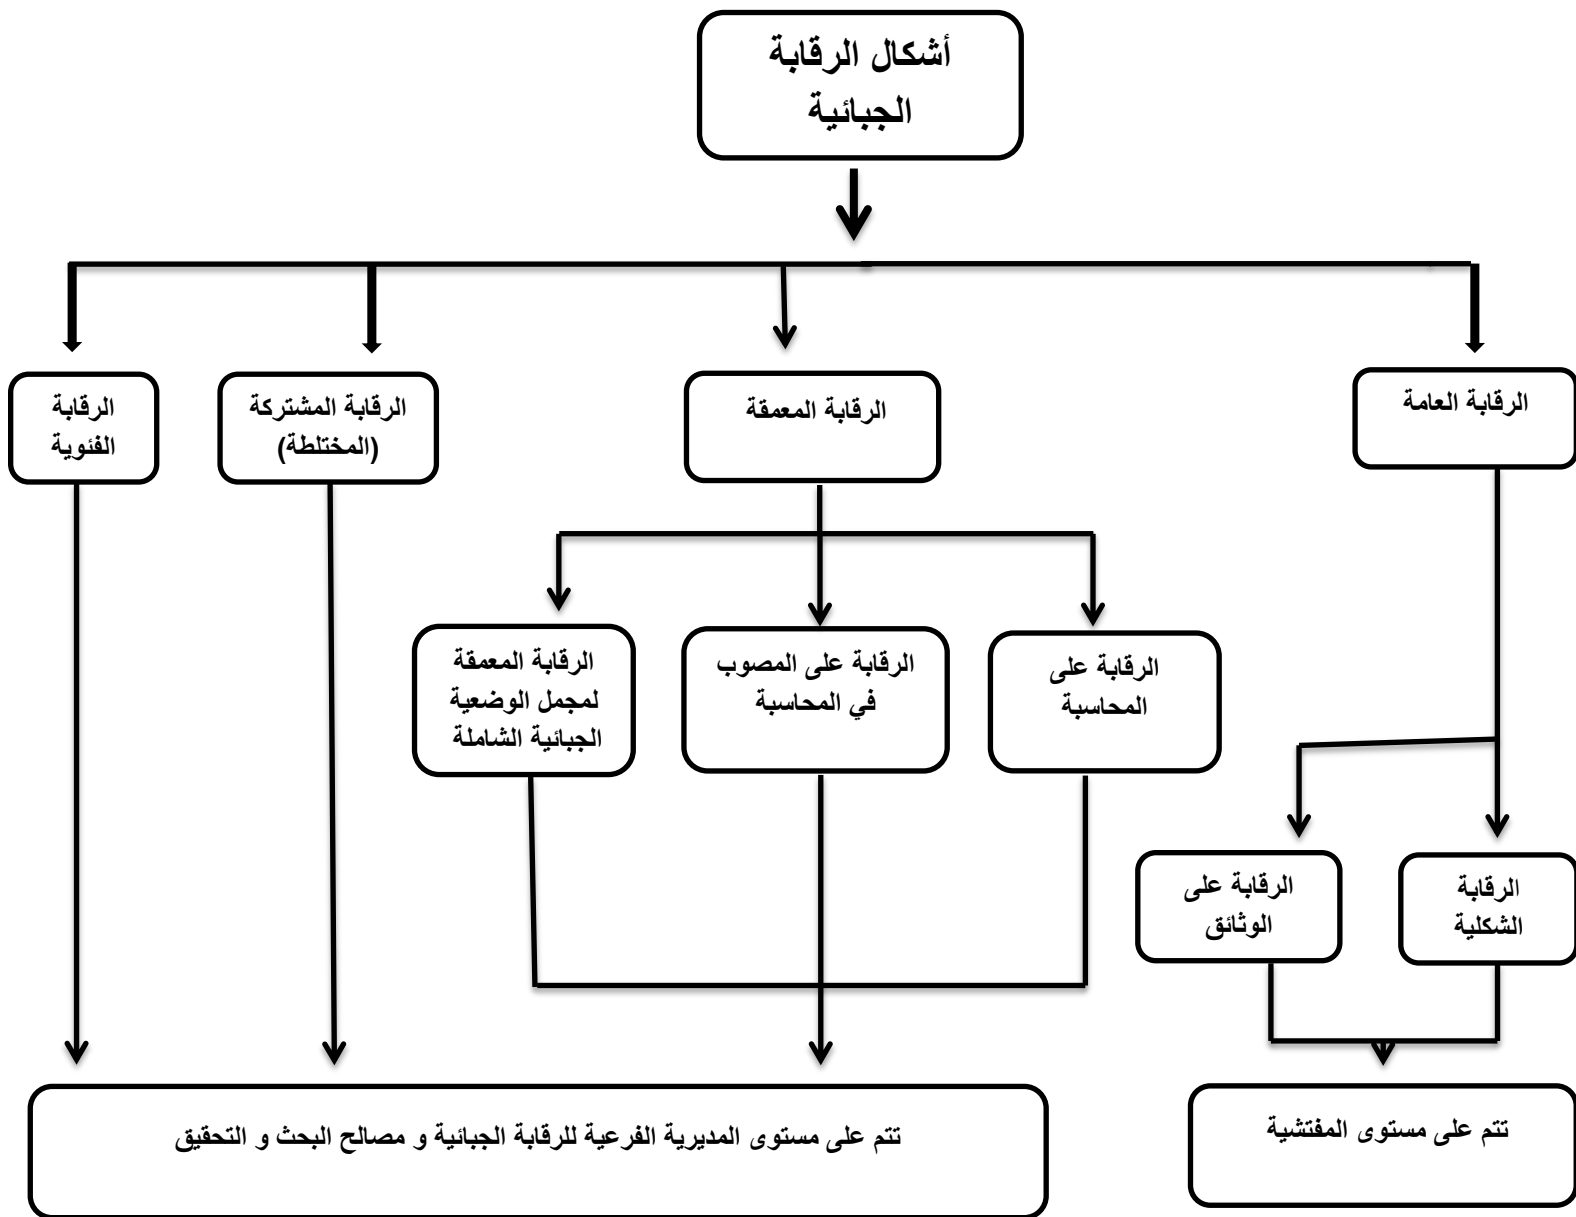 أشكال الرقابة
الجبائية
الرقابة العامة
الرقابة المعمقة
الرقابة المشتركة
(المختلطة)
الرقابة
الفئوية
الرقابة على
المحاسبة
الرقابة على المصوب
في المحاسبة
الرقابة المعمقة
لمجمل الوضعية
الجبائية الشاملة
الرقابة
الشكلية
الرقابة على
الوثائق
تتم على مستوى المفتشية
تتم على مستوى المديرية الفرعية للرقابة الجبائية و مصالح البحث و التحقيق